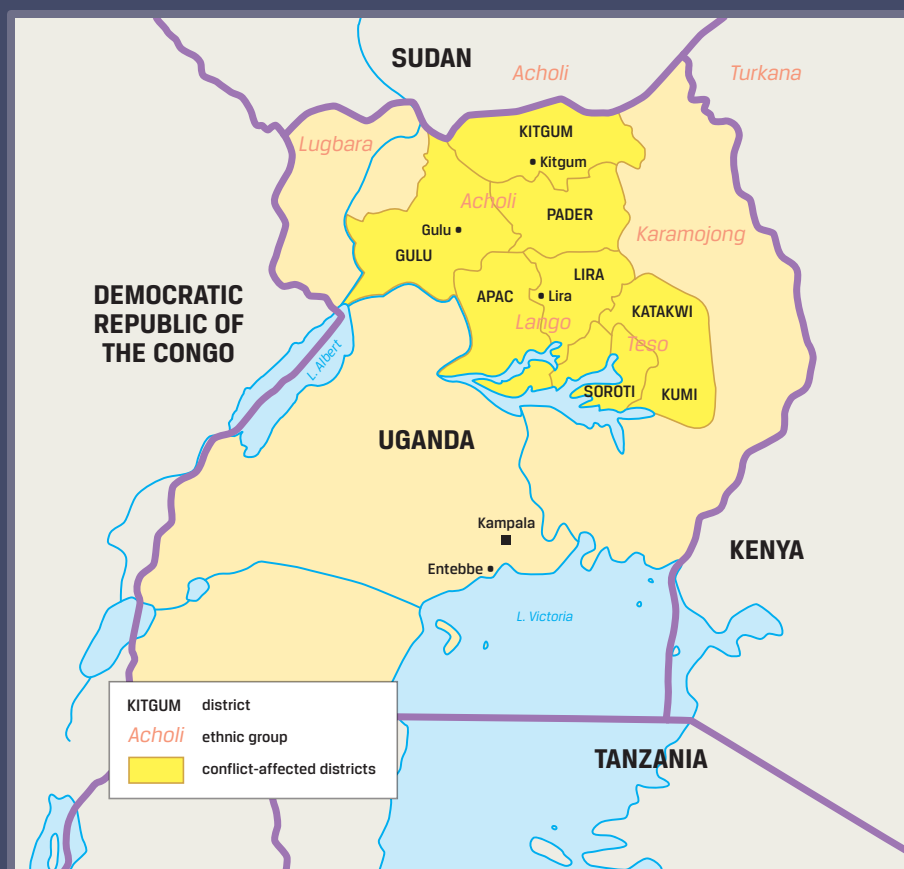 SUDAN
Acholi
Turkana
KITGUM
Kitgum
Lugbara
Acholi
PADER
Gulu
Karamojong
GULU
LIRA
DEMOCRATIC
REPUBLIC OF
THE CONGO
APAC
Lira
KATAKWI
Lango
Teso
L. Albert
SOROTI
KUMI
UGANDA
Kampala
KENYA
Entebbe
L. Victoria
KITGUM district
Acholi ethnic group
conflict-affected districts
TANZANIA